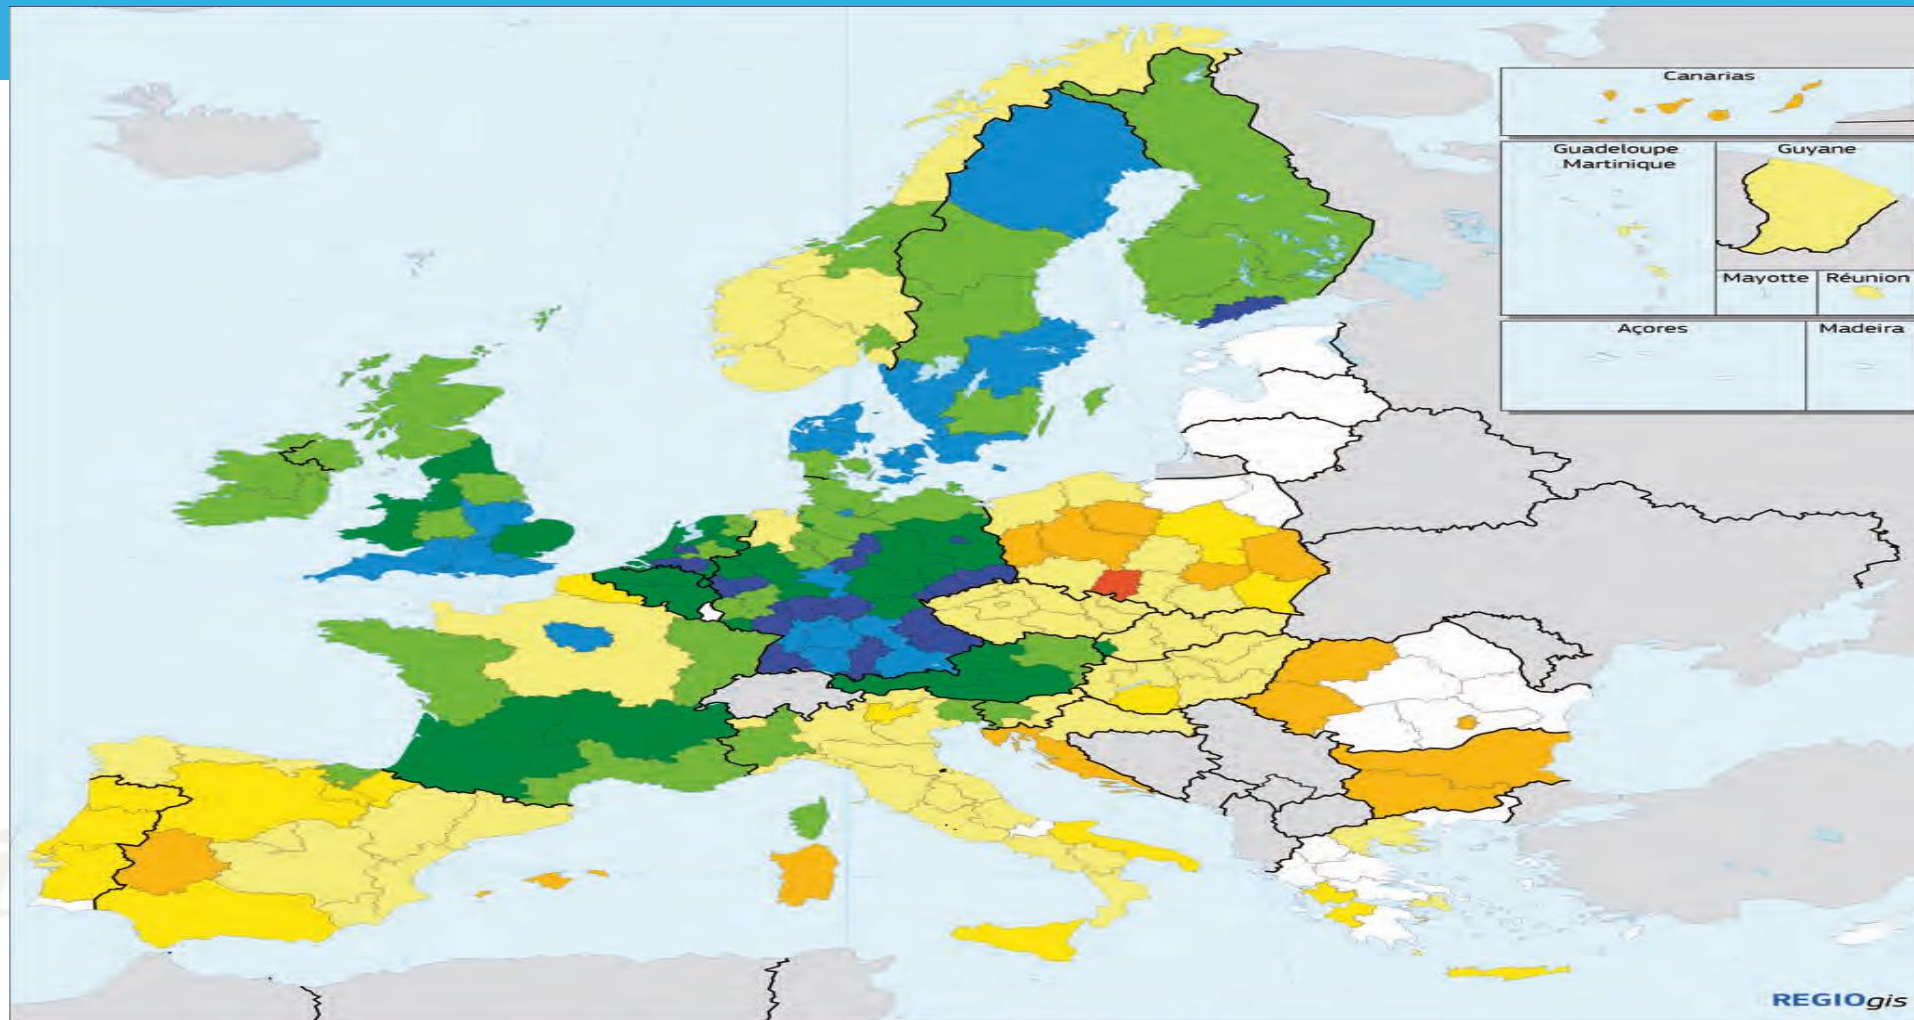 Canarias
Guadeloupe
Martinique
Guyane
Mayotte
Réunion
Açores
Madeira
REGIOgis